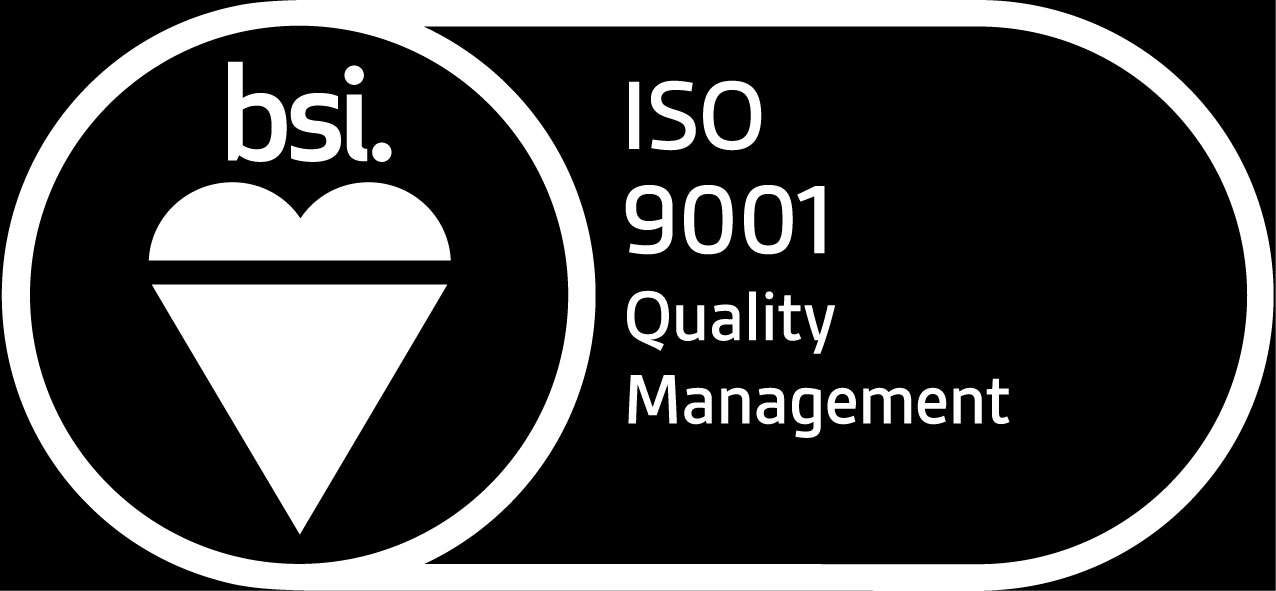 bsi.
ISO
9001
Quality
Management